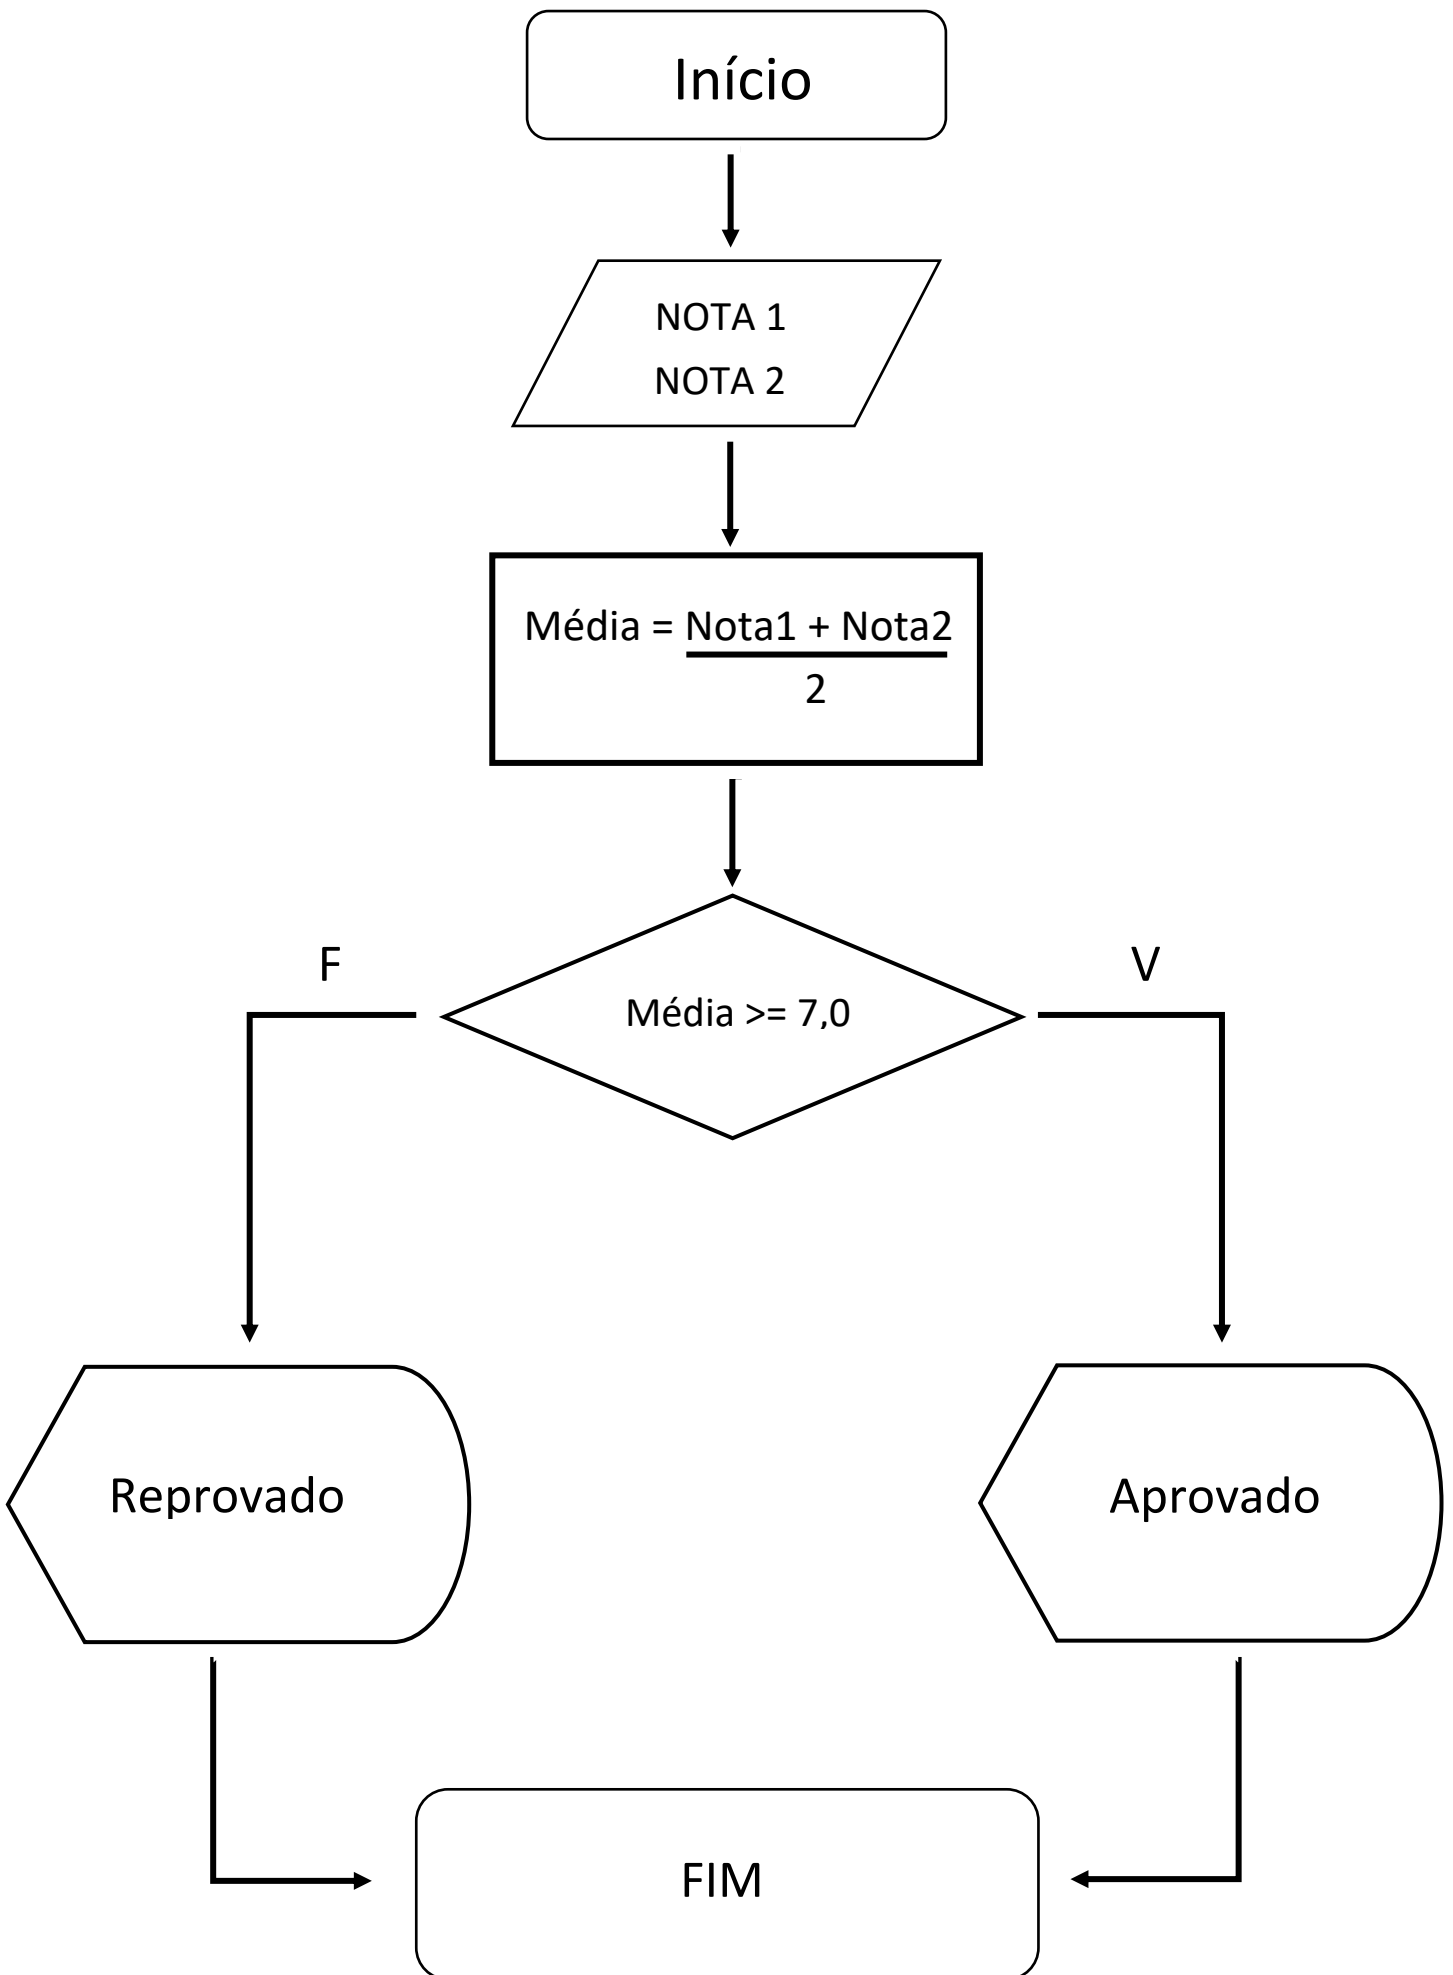 Início
NOTA 1
NOTA 2
Média = Nota1 + Nota2
2
F
V
Média >= 7,0
Reprovado
Aprovado
FIM